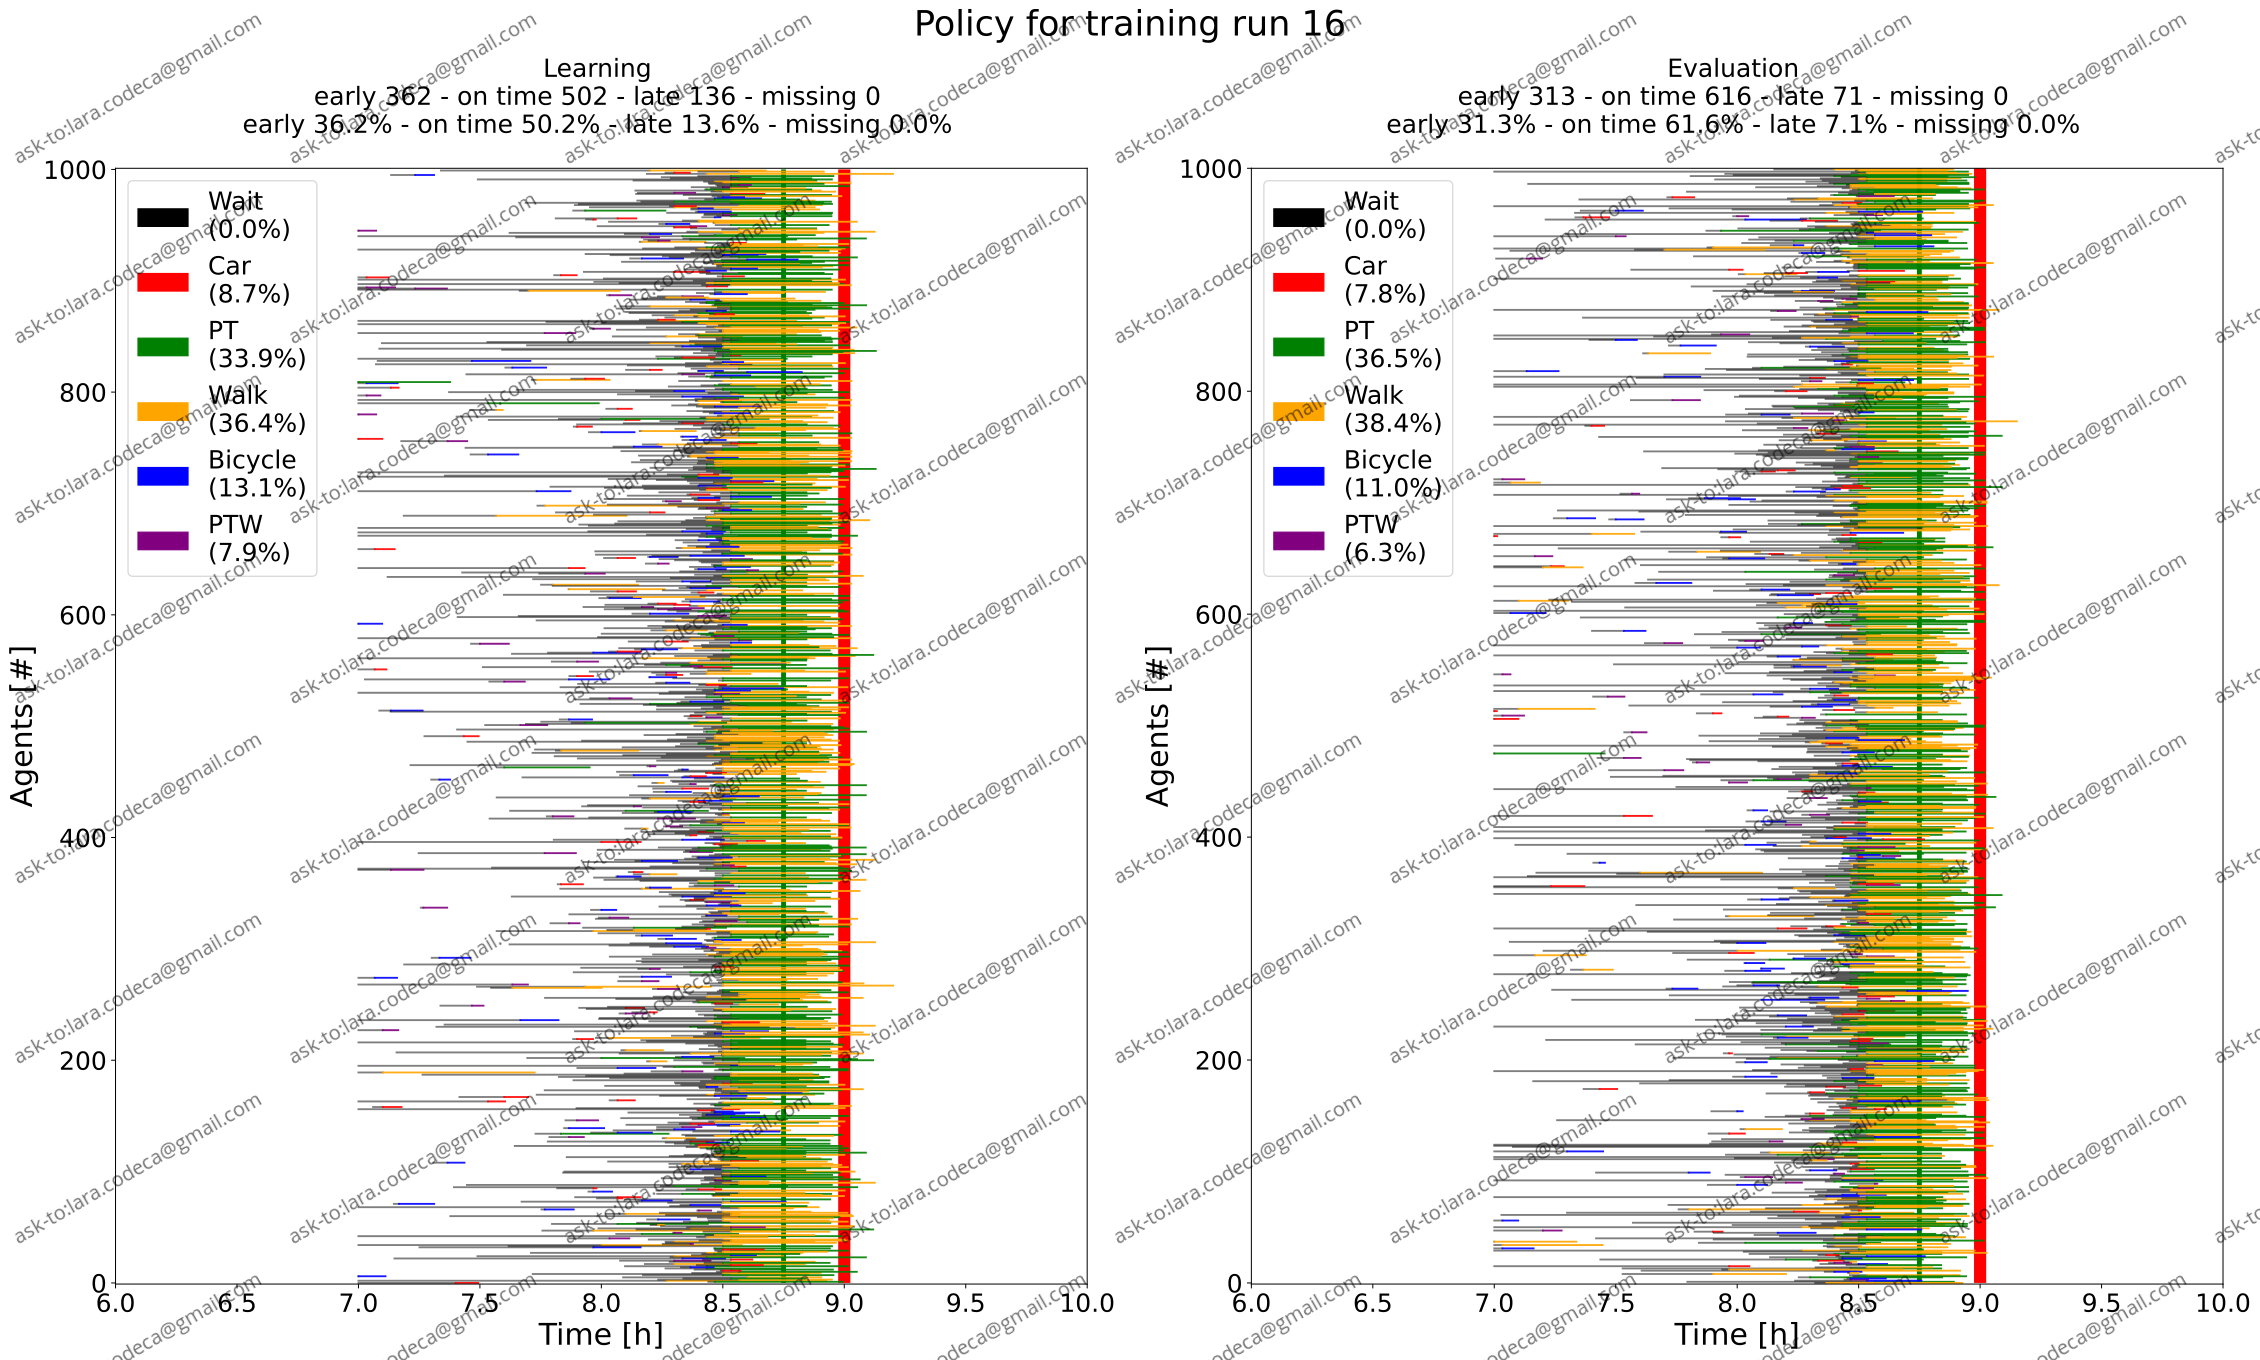 Policy for training run 16
Learning
early 362 - on time 502 - late 136 - missing 0
early 36.2% - on time 50.2% - late 13.6% - missing 0.0%
Evaluation
early 313 - on time 616 - late 71 - missing 0
early 31.3% - on time 61.6% - late 7.1% - missing 0.0%
Agents [#]
1000
800
600
400
200
0
Wait
(0.0%)
Car
(8.7%)
PT
(33.9%)
Walk
(36.4%)
Bicycle
(13.1%)
PTW
(7.9%)
6.0 6.5 7.0 7.5 8.0 8.5 9.0 9.5 10.0
Time [h]
Agents [#]
1000
800
600
400
200
0
Wait
(0.0%)
Car
(7.8%)
PT
(36.5%)
Walk
(38.4%)
Bicycle
(11.0%)
PTW
(6.3%)
6.0 6.5 7.0 7.5 8.0 8.5 9.0 9.5 10.0
Time [h]
ask-to:lara.codeca@gmail.com